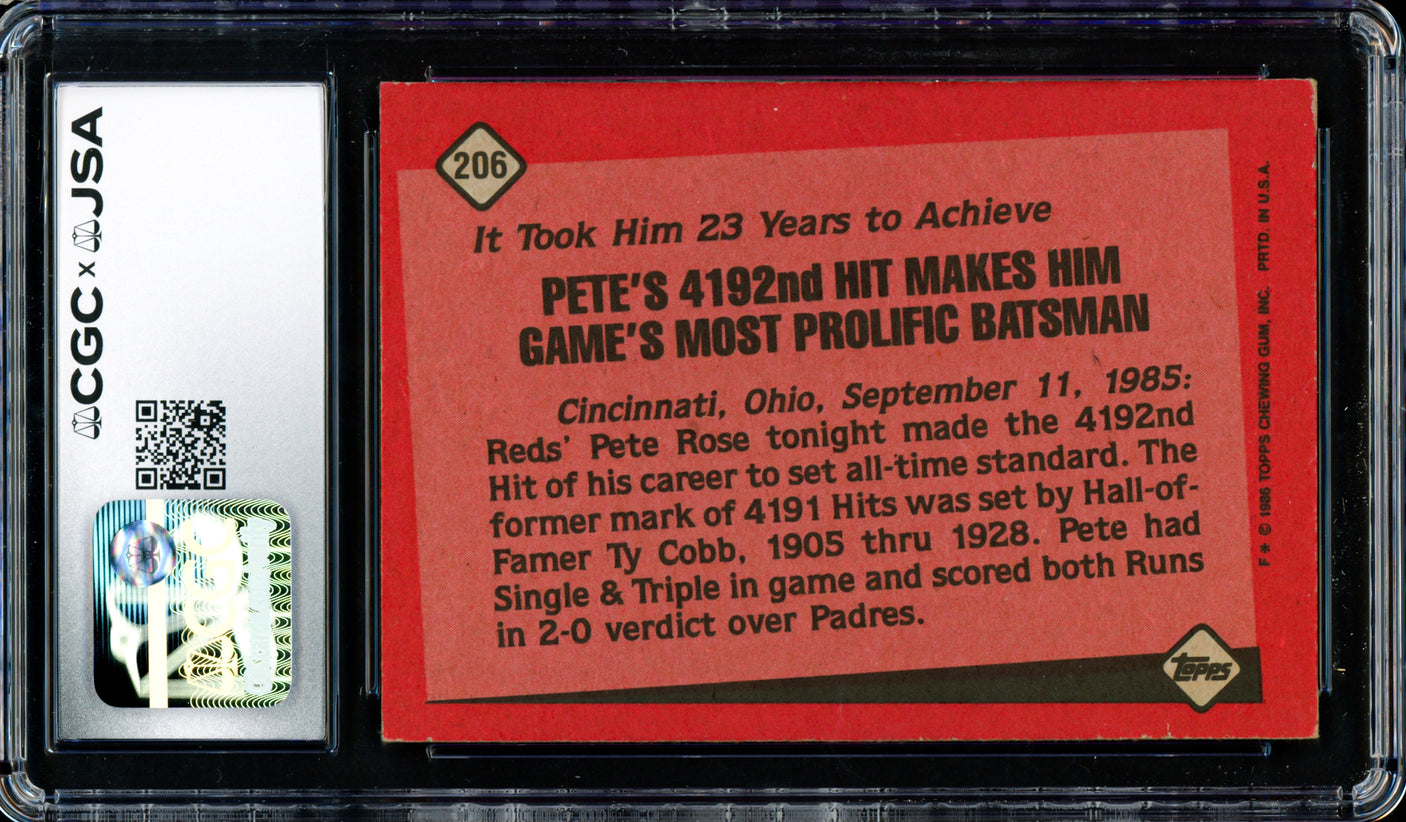 CGC x JSA
206
It Took Him 23 Years to Achieve
PETE'S 4192nd HIT MAKES HIM
GAME'S MOST PROLIFIC BATSMAN
Cincinnati, Ohio, September 11, 1985:
Reds' Pete Rose tonight made the 4192nd
Hit of his career to set all-time standard. The
former mark of 4191 Hits was set by Hall-of-
Famer Ty Cobb, 1905 thru 1928. Pete had
Single & Triple in game and scored both Runs
in 2-0 verdict over Padres.
topps
F * © 1986 TOPPS CHEWING GUM, INC. PRTD. IN U.S.A.
CGC